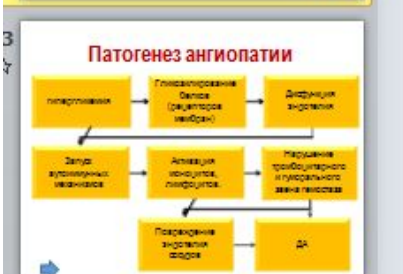 3
Патогенез ангиопатии
гипергликемия
Гликозилирование
белков
(рецепторов
мембран)
Дисфункция
эндотелия
Запуск
аутоиммунных
механизмов
Активация
моноцитов,
лимфоцитов.
Нарушение
тромбоцитарного
и гуморального
звена гемостаза
Повреждение
эндотелия
сосудов
ДА